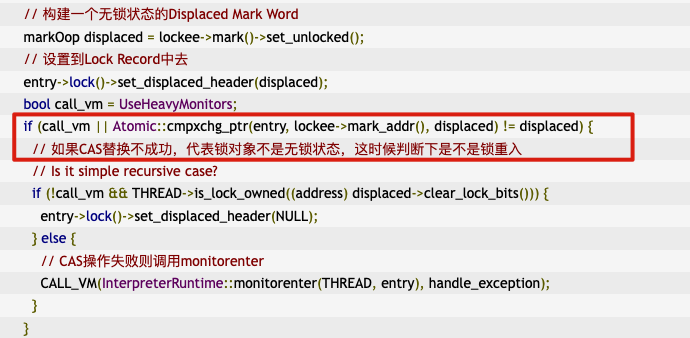 // 构建一个无锁状态的Displaced Mark Word
markOop displaced = lockee->mark()->set_unlocked();
// 设置到Lock Record中去
entry->lock()->set_displaced_header(displaced);
bool call_vm = UseHeavyMonitors;
if (call_vm || Atomic::cmpxchg_ptr(entry, lockee->mark_addr(), displaced) != displaced) {
// 如果CAS替换不成功，代表锁对象不是无锁状态，这时候判断下是不是锁重入
// Is it simple recursive case?
if (!call_vm && THREAD->is_lock_owned((address) displaced->clear_lock_bits())) {
entry->lock()->set_displaced_header(NULL);
} else {
// CAS操作失败则调用monitorenter
CALL_VM(InterpreterRuntime::monitorenter(THREAD, entry), handle_exception);
}
}